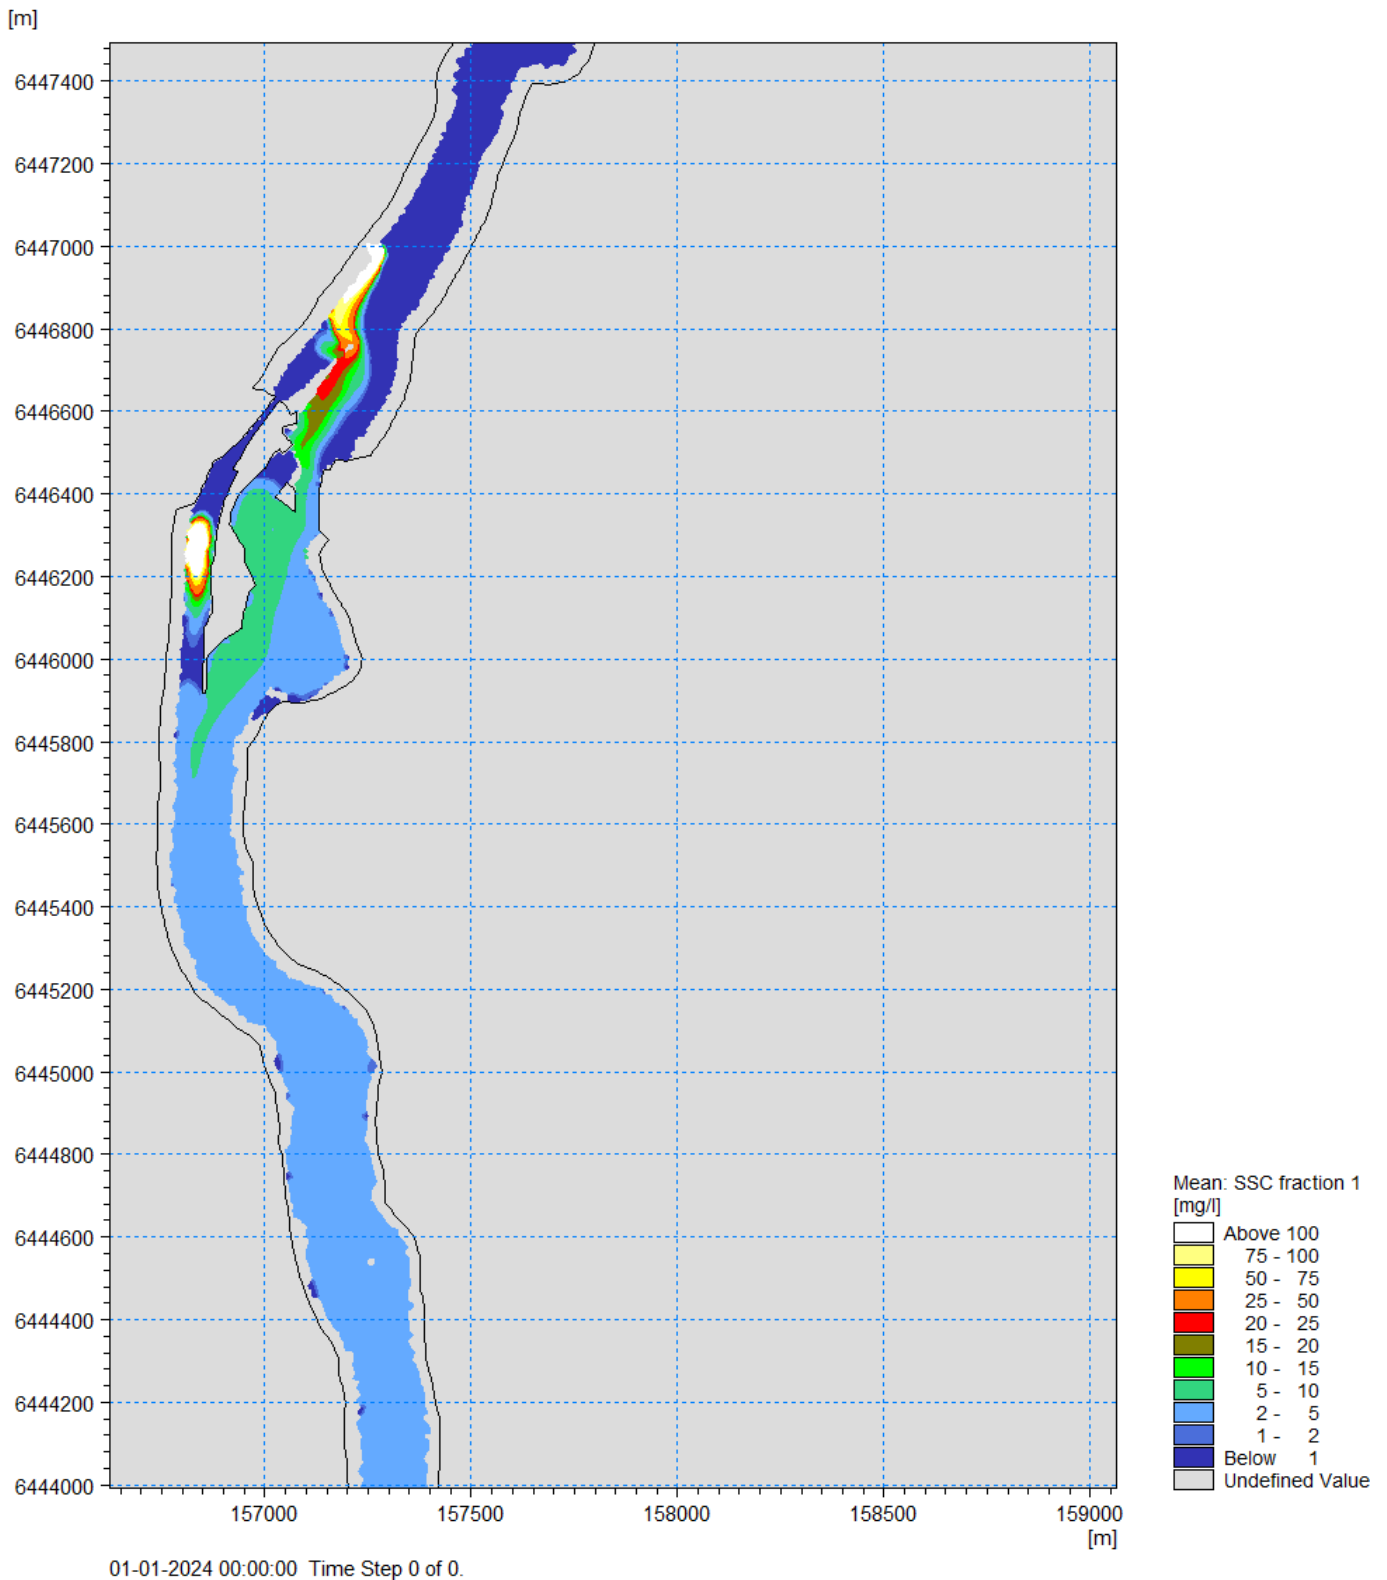 [m]
6447400
6447200
6447000
6446800
6446600
6446400
6446200
6446000
6445800
6445600
6445400
6445200
6445000
6444800
6444600
6444400
6444200
6444000
157000 157500 158000 158500 159000
[m]
01-01-2024 00:00:00 Time Step 0 of 0.
Mean: SSC fraction 1
[mg/l]
Above 100
75 - 100
50 - 75
25 - 50
20 - 25
15 - 20
10 - 15
5 - 10
2 - 5
1 - 2
Below 1
Undefined Value